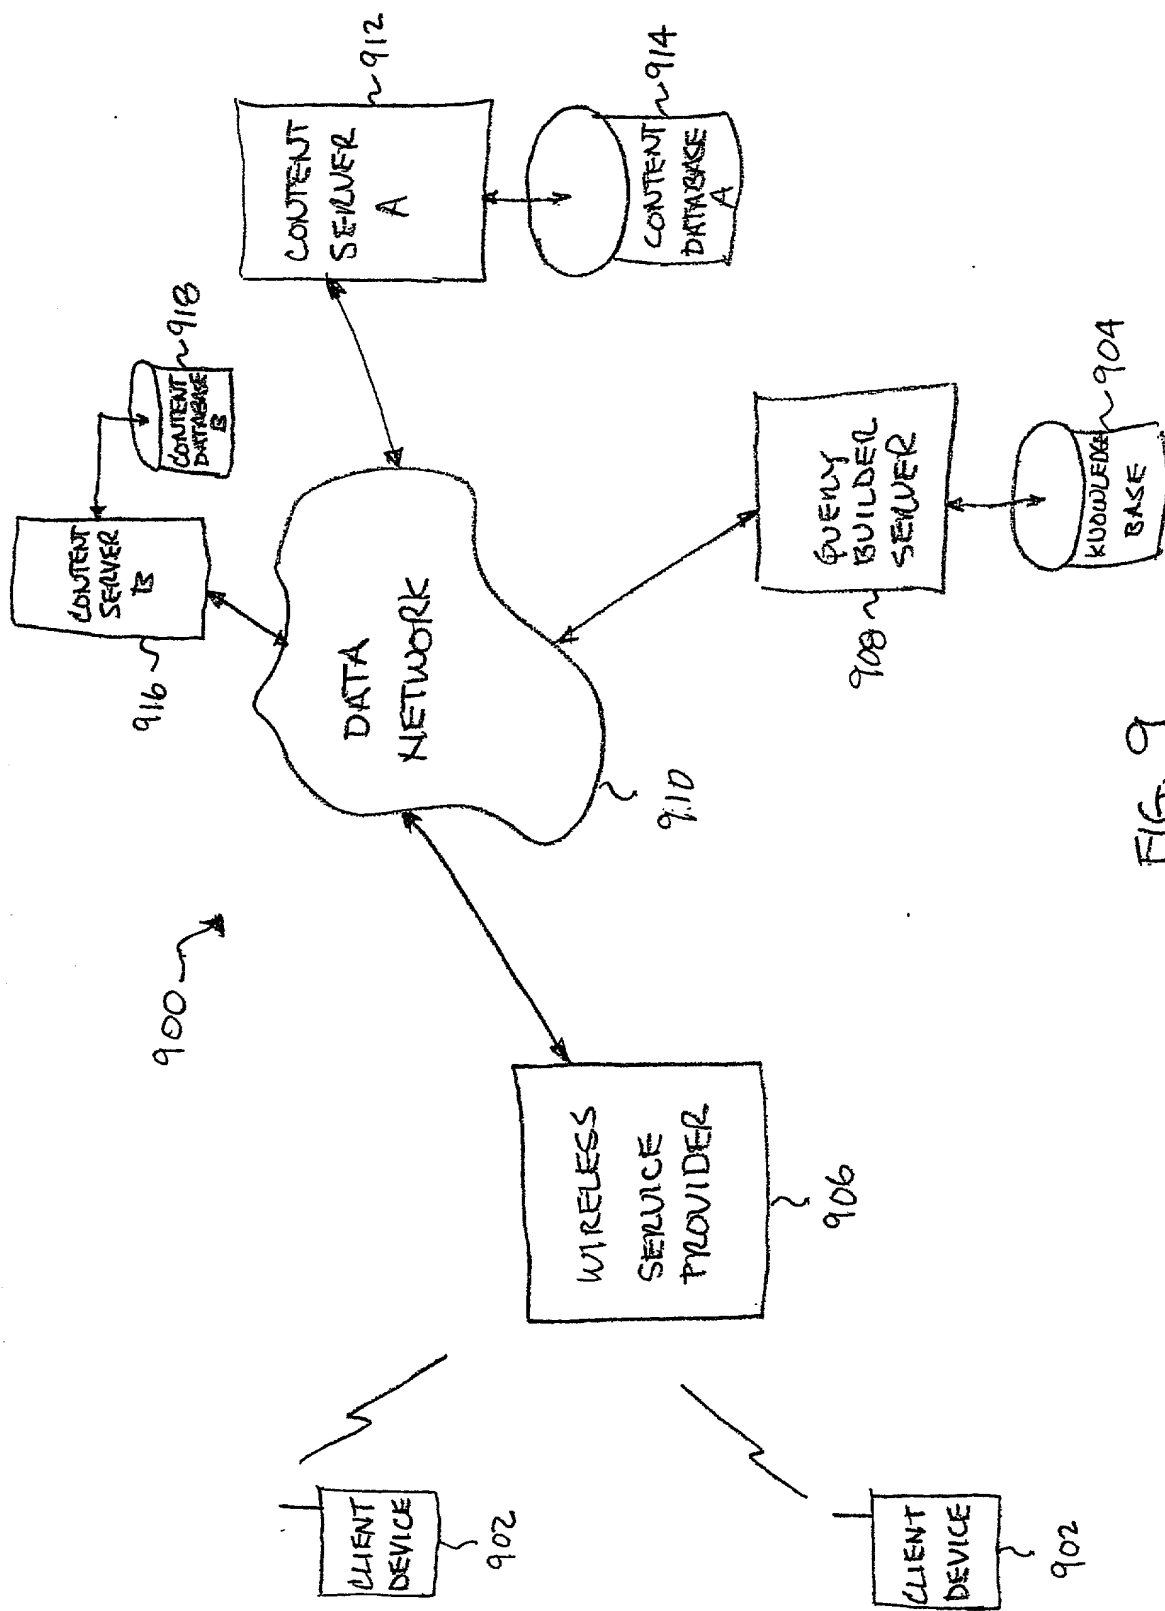 900
CLIENT
DEVICE
902
CLIENT
DEVICE
902
WIRELESS
SERVICE
PROVIDER
906
DATA
NETWORK
910
CONTENT
SERVER
B
916
CONTENT
DATABASE
B
918
CONTENT
SERVER
A
912
CONTENT
DATABASE
A
914
QUERY
BUILDER
SERVER
908
KNOWLEDGE
BASE
904
FIG. 9